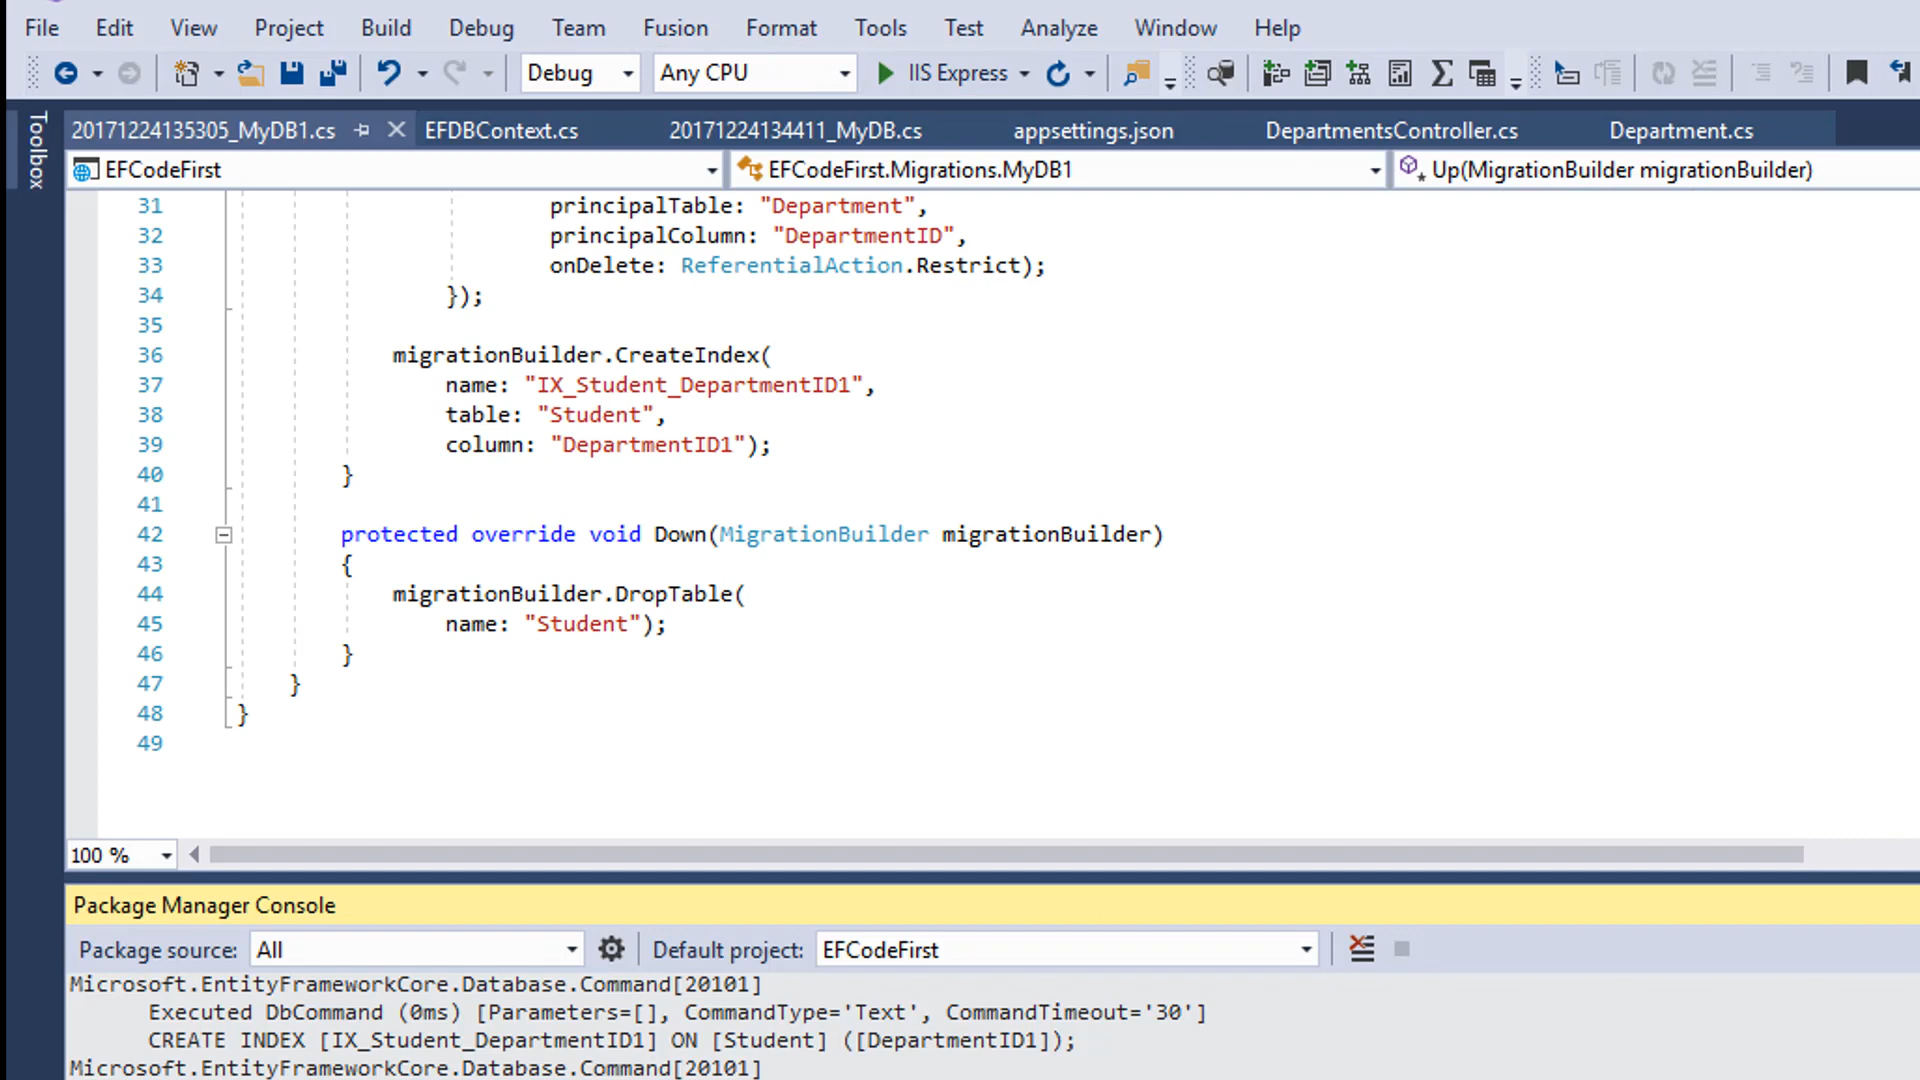 File Edit View Project Build Debug Team Fusion Format Tools Test Analyze Window Help
Debug Any CPU IIS Express
Toolbox
20171224135305_MyDB1.cs EFDBContext.cs 20171224134411_MyDB.cs appsettings.json DepartmentsController.cs Department.cs
EFCodeFirst EFCodeFirst.Migrations.MyDB1 Up(MigrationBuilder migrationBuilder)
31 principalTable: "Department",
32 principalColumn: "DepartmentID",
33 onDelete: ReferentialAction.Restrict);
34 });
35
36 migrationBuilder.CreateIndex(
37 name: "IX_Student_DepartmentID1",
38 table: "Student",
39 column: "DepartmentID1");
40 }
41
42 protected override void Down(MigrationBuilder migrationBuilder)
43 {
44 migrationBuilder.DropTable(
45 name: "Student");
46 }
47 }
48 }
49
100 %
Package Manager Console
Package source: All Default project: EFCodeFirst
Microsoft.EntityFrameworkCore.Database.Command[20101]
Executed DbCommand (0ms) [Parameters=[], CommandType='Text', CommandTimeout='30']
CREATE INDEX [IX_Student_DepartmentID1] ON [Student] ([DepartmentID1]);
Microsoft.EntityFrameworkCore.Database.Command[20101]